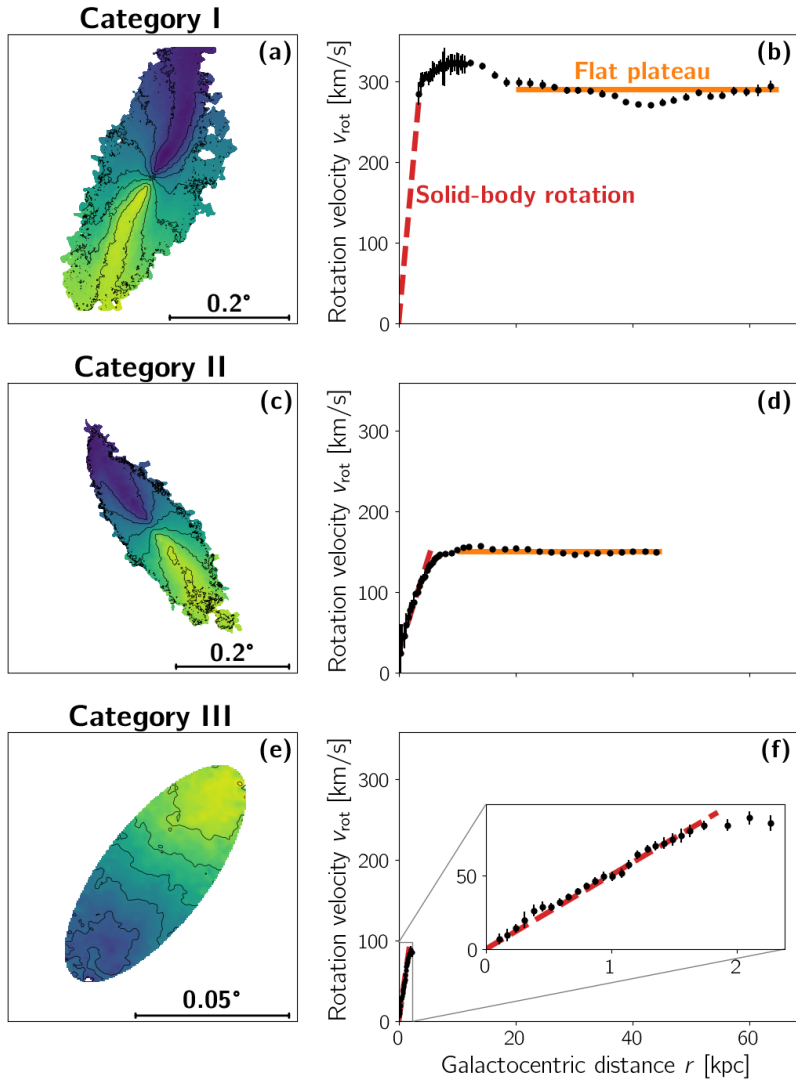 Category I
(a)
0.2°
Rotation velocity v_rot [km/s]
300
200
100
0
(b)
Flat plateau
Solid-body rotation
Category II
(c)
0.2°
Rotation velocity v_rot [km/s]
300
200
100
0
(d)
Category III
(e)
0.05°
Rotation velocity v_rot [km/s]
300
200
100
0
(f)
50
0
0 1 2
0 20 40 60
Galactocentric distance r [kpc]